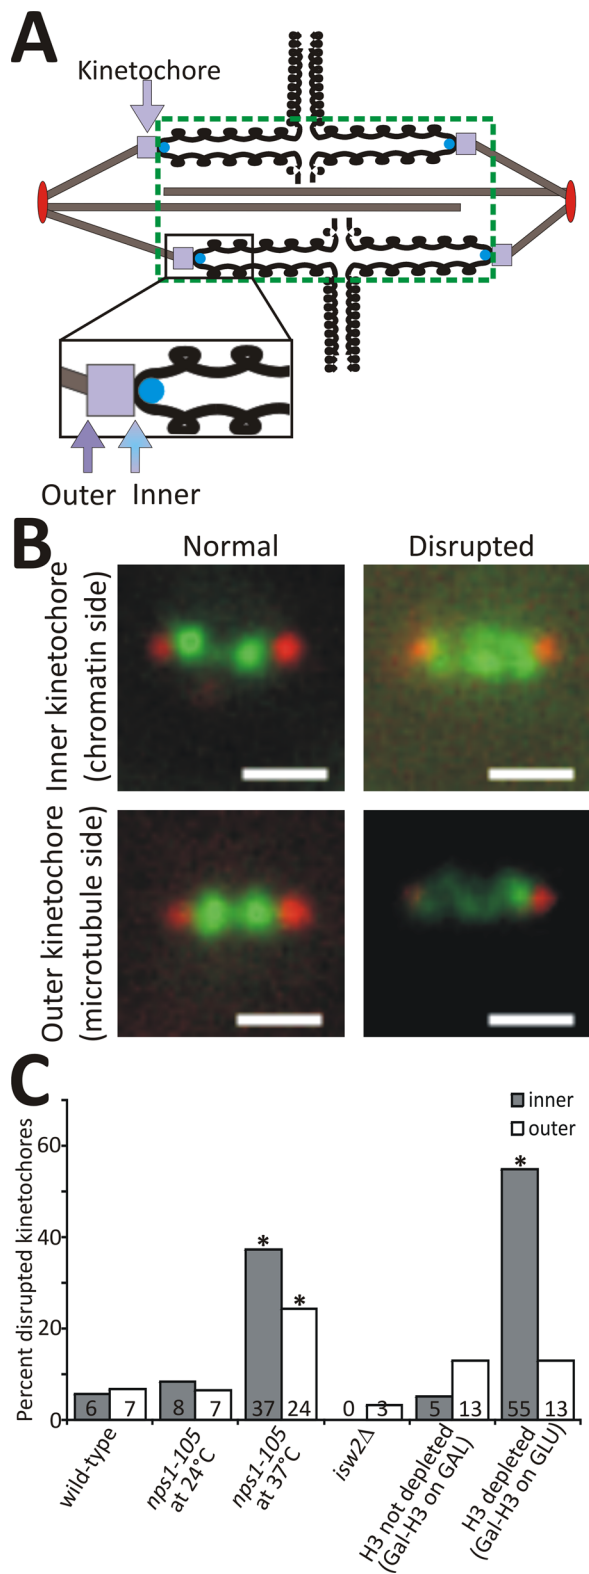 A
Kinetochore
Outer
Inner
B
Normal
Disrupted
Inner kinetochore
(chromatin side)
Outer kinetochore
(microtubule side)
C
inner
outer
Percent disrupted kinetochores
60
40
20
0
*
*
*
6
7
8
7
37
24
0
3
5
13
55
13
wild-type
nps1-105
at 24°C
nps1-105
at 37°C
isw2Δ
H3 not depleted
(Gal-H3 on GAL)
H3 depleted
(Gal-H3 on GLU)